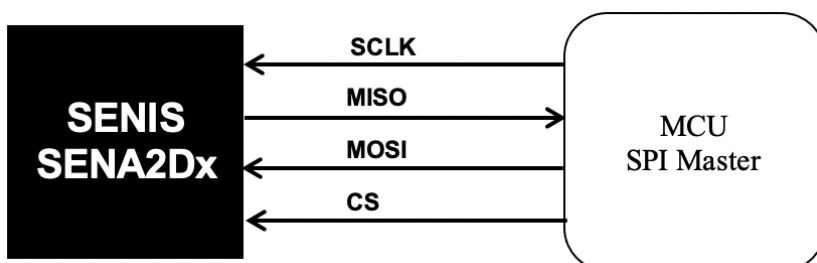 SENIS
SENA2Dx
SCLK
MISO
MOSI
CS
MCU
SPI Master